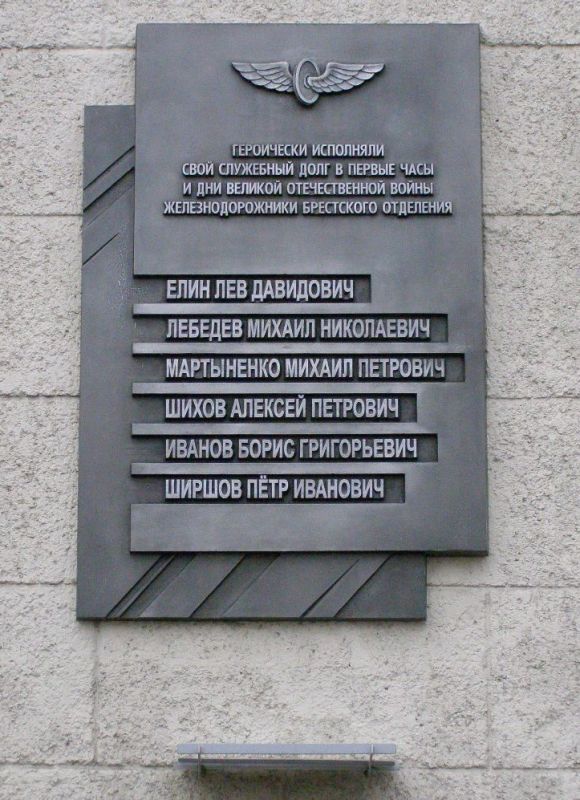 ГЕРОИЧЕСКИ ИСПОЛНЯЛИ
СВОЙ СЛУЖЕБНЫЙ ДОЛГ В ПЕРВЫЕ ЧАСЫ
И ДНИ ВЕЛИКОЙ ОТЕЧЕСТВЕННОЙ ВОЙНЫ
ЖЕЛЕЗНОДОРОЖНИКИ БРЕСТСКОГО ОТДЕЛЕНИЯ
ЕЛИН ЛЕВ ДАВИДОВИЧ
ЛЕБЕДЕВ МИХАИЛ НИКОЛАЕВИЧ
МАРТЫНЕНКО МИХАИЛ ПЕТРОВИЧ
ШИХОВ АЛЕКСЕЙ ПЕТРОВИЧ
ИВАНОВ БОРИС ГРИГОРЬЕВИЧ
ШИРШОВ ПЁТР ИВАНОВИЧ